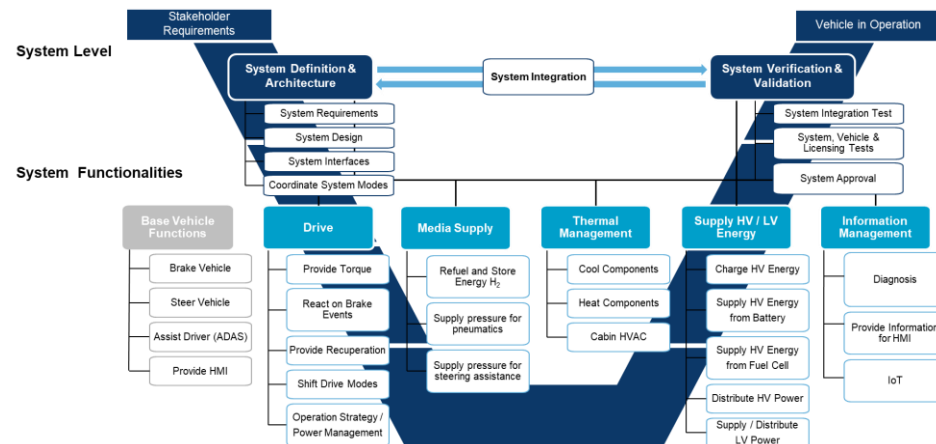 Stakeholder
Requirements
Vehicle in Operation
System Level
System Definition &
Architecture
System Integration
System Verification &
Validation
System Requirements
System Design
System Interfaces
Coordinate System Modes
System Integration Test
System, Vehicle &
Licensing Tests
System Approval
System Functionalities
Base Vehicle
Functions
Brake Vehicle
Steer Vehicle
Assist Driver (ADAS)
Provide HMI
Drive
Provide Torque
React on Brake
Events
Provide Recuperation
Shift Drive Modes
Operation Strategy /
Power Management
Media Supply
Refuel and Store
Energy H₂
Supply pressure for
pneumatics
Supply pressure for
steering assistance
Thermal
Management
Cool Components
Heat Components
Cabin HVAC
Supply HV / LV
Energy
Charge HV Energy
Supply HV Energy
from Battery
Supply HV Energy
from Fuel Cell
Distribute HV Power
Supply / Distribute
LV Power
Information
Management
Diagnosis
Provide Information
for HMI
IoT